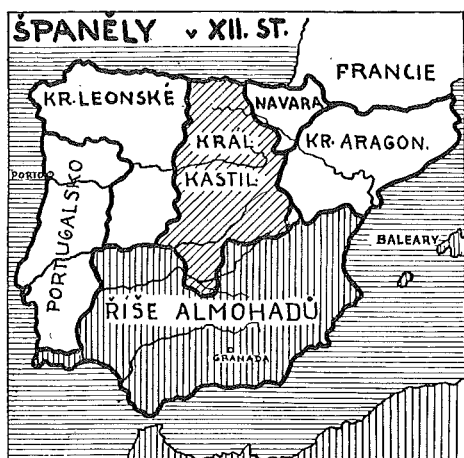 ŠPANĚLY v XII. ST.
FRANCIE
KR. LEONSKÉ
NAVARA
KRÁL.
KASTIL.
KR. ARAGON.
PORTO
PORTUGALSKO
BALEARY
ŘÍŠE ALMOHADŮ
GRANADA